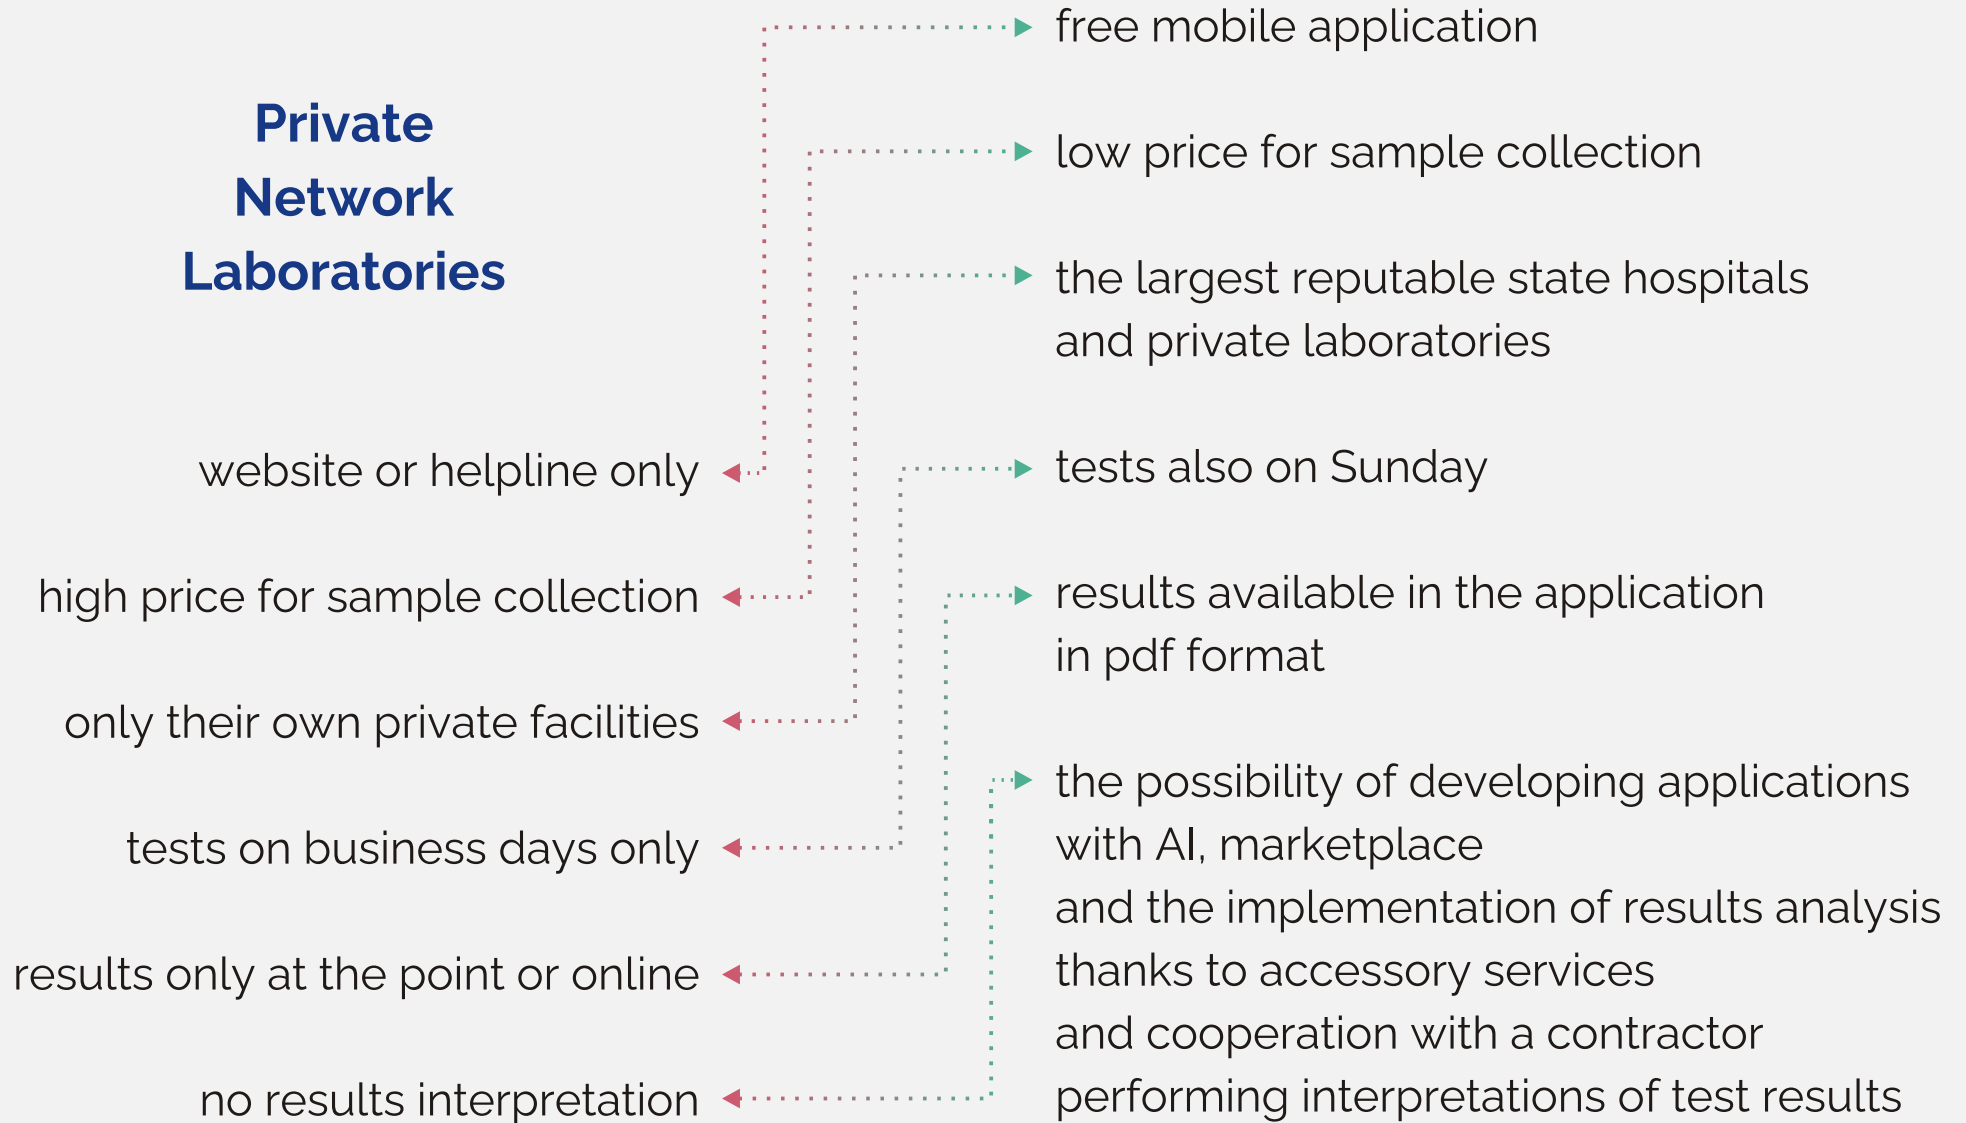 Private
Network
Laboratories
website or helpline only
high price for sample collection
only their own private facilities
tests on business days only
results only at the point or online
no results interpretation
free mobile application
low price for sample collection
the largest reputable state hospitals
and private laboratories
tests also on Sunday
results available in the application
in pdf format
the possibility of developing applications
with AI, marketplace
and the implementation of results analysis
thanks to accessory services
and cooperation with a contractor
performing interpretations of test results